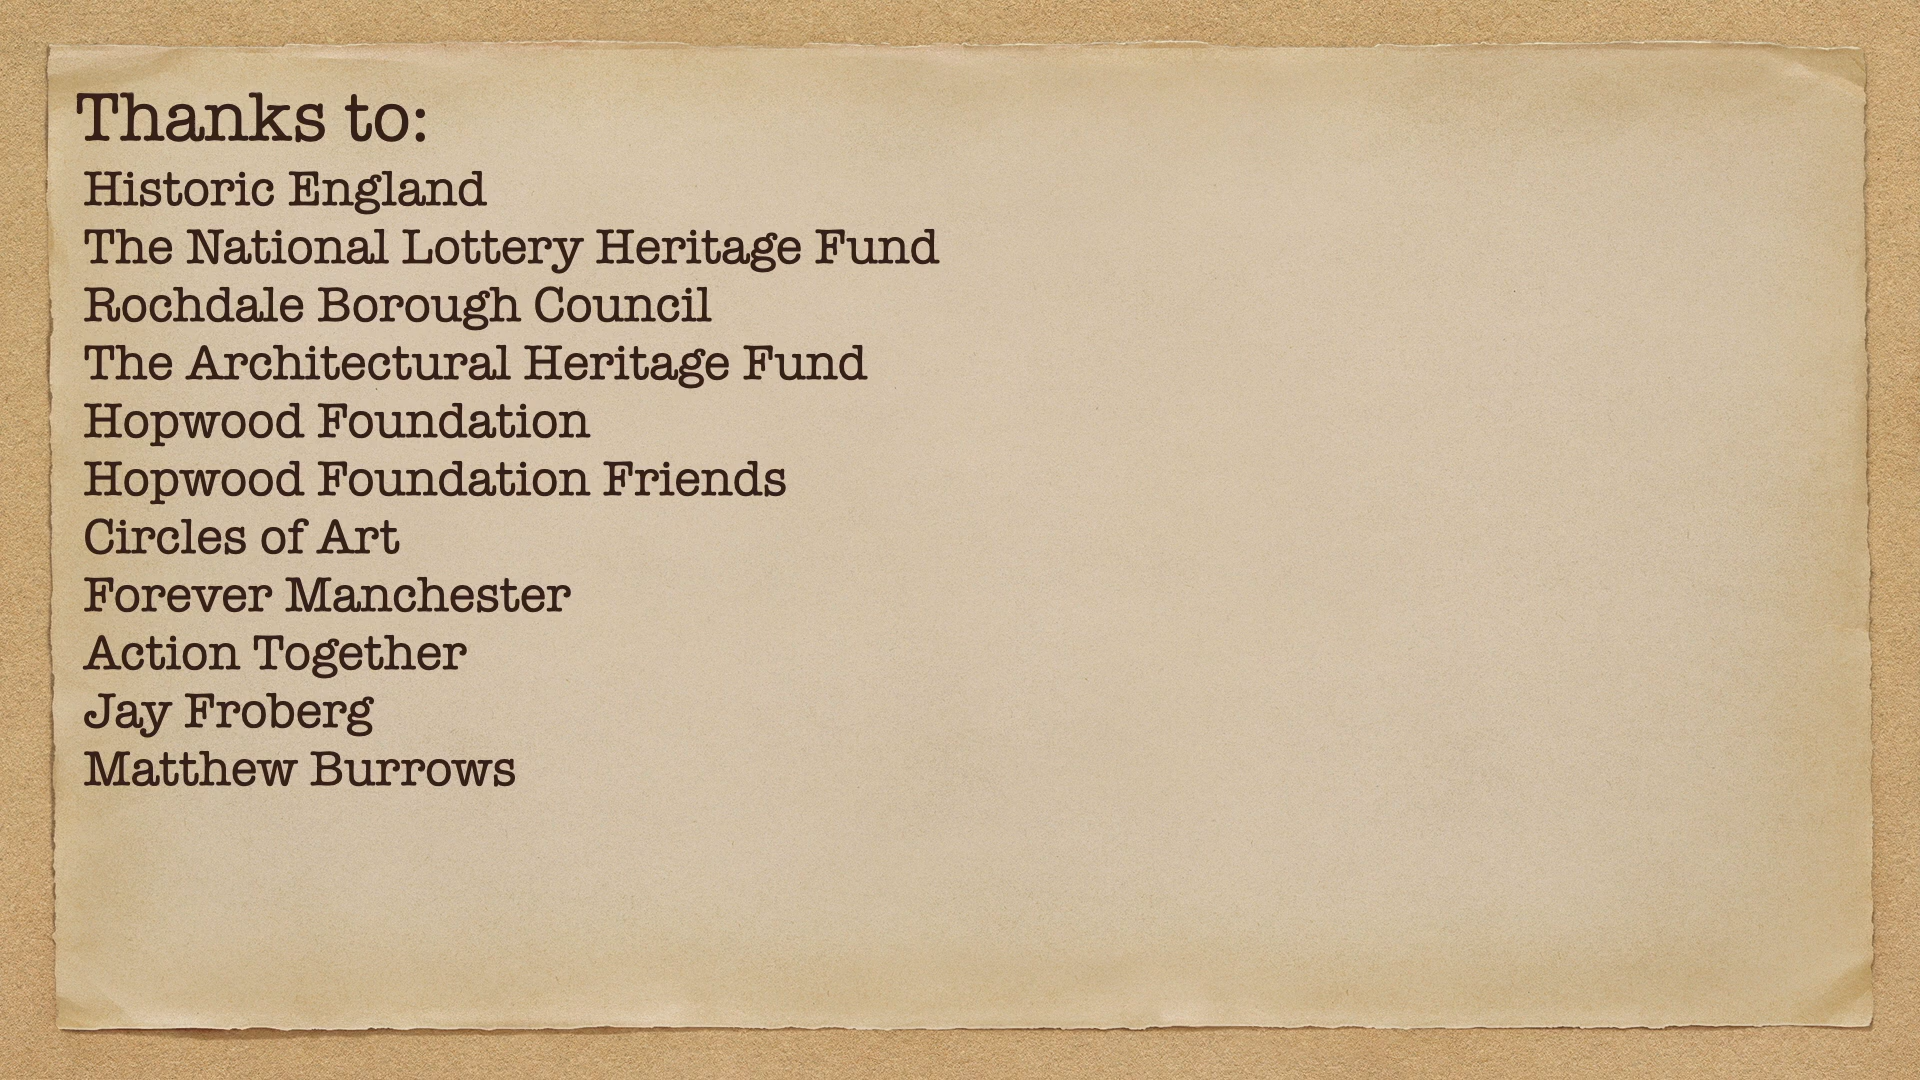 Thanks to:
Historic England
The National Lottery Heritage Fund
Rochdale Borough Council
The Architectural Heritage Fund
Hopwood Foundation
Hopwood Foundation Friends
Circles of Art
Forever Manchester
Action Together
Jay Froberg
Matthew Burrows